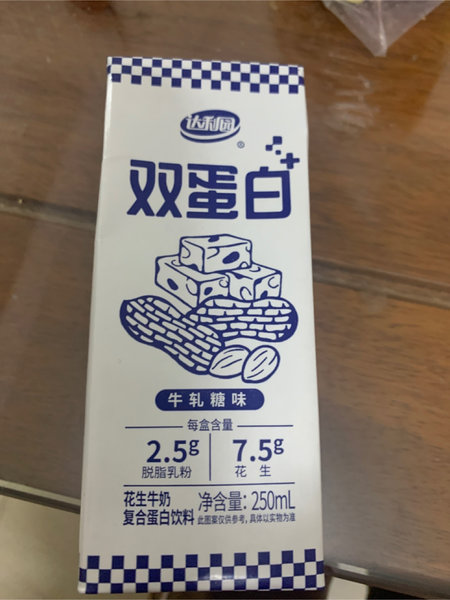 达利园
®
双蛋白+
牛轧糖味
每盒含量
2.5g 7.5g
脱脂乳粉 花生
花生牛奶 净含量：250mL
复合蛋白饮料 此图案仅供参考，具体以实物为准